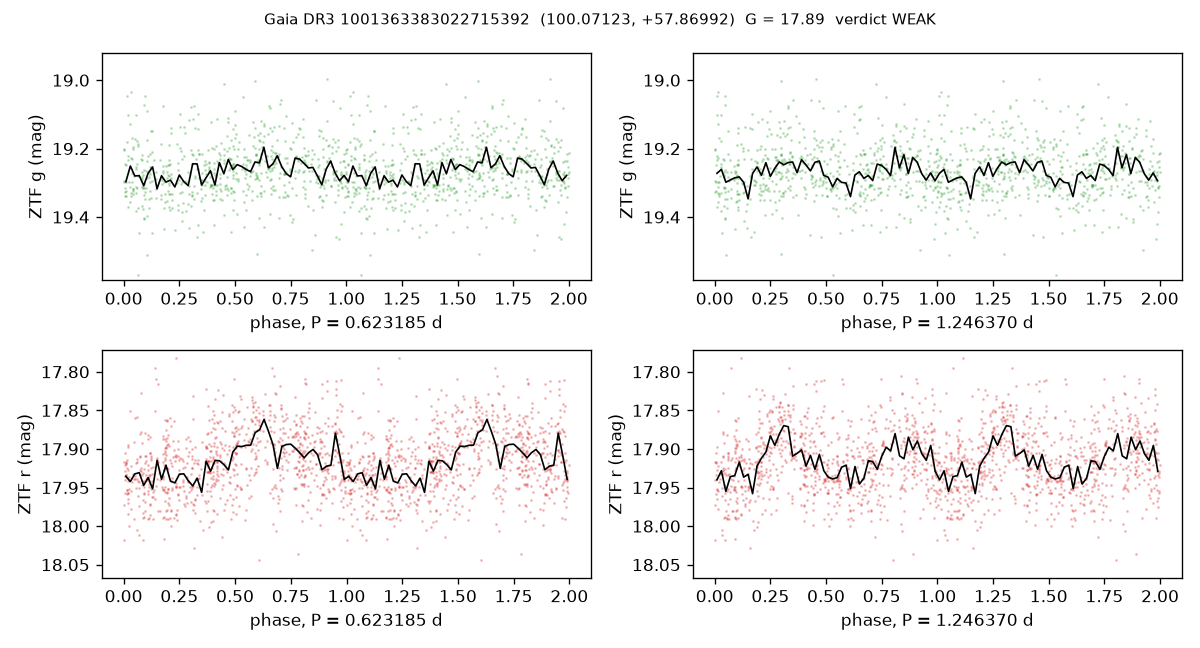 Gaia DR3 1001363383022715392 (100.07123, +57.86992) G = 17.89 verdict WEAK
ZTF g (mag)
19.0
19.2
19.4
0.00 0.25 0.50 0.75 1.00 1.25 1.50 1.75 2.00
phase, P = 0.623185 d
ZTF g (mag)
19.0
19.2
19.4
0.00 0.25 0.50 0.75 1.00 1.25 1.50 1.75 2.00
phase, P = 1.246370 d
ZTF r (mag)
17.80
17.85
17.90
17.95
18.00
18.05
0.00 0.25 0.50 0.75 1.00 1.25 1.50 1.75 2.00
phase, P = 0.623185 d
ZTF r (mag)
17.80
17.85
17.90
17.95
18.00
18.05
0.00 0.25 0.50 0.75 1.00 1.25 1.50 1.75 2.00
phase, P = 1.246370 d